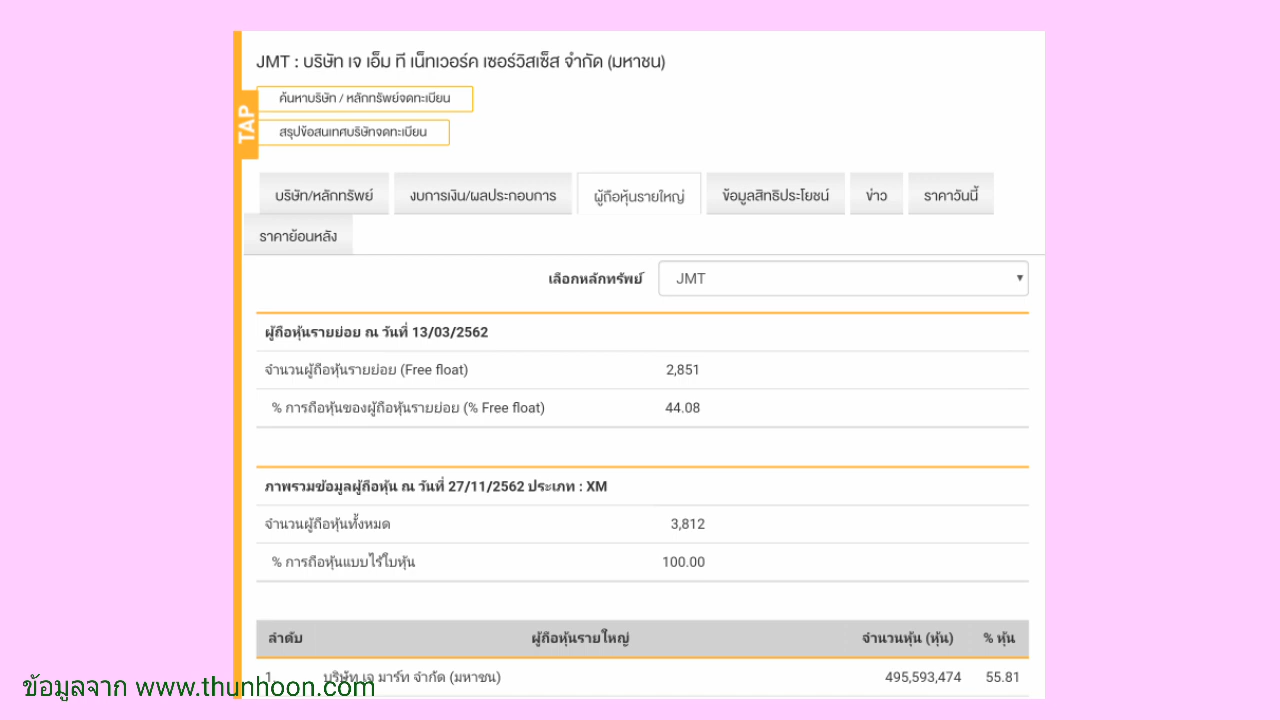 JMT : บริษัท เจ เอ็ม ที เน็ทเวอร์ค เซอร์วิสเซ็ส จำกัด (มหาชน)
ค้นหาบริษัท / หลักทรัพย์จดทะเบียน
TAP
สรุปข้อสนเทศบริษัทจดทะเบียน
บริษัท/หลักทรัพย์ งบการเงิน/ผลประกอบการ ผู้ถือหุ้นรายใหญ่ ข้อมูลสิทธิประโยชน์ ข่าว ราคาวันนี้
ราคาย้อนหลัง
เลือกหลักทรัพย์ JMT
ผู้ถือหุ้นรายย่อย ณ วันที่ 13/03/2562
จำนวนผู้ถือหุ้นรายย่อย (Free float) 2,851
% การถือหุ้นของผู้ถือหุ้นรายย่อย (% Free float) 44.08
ภาพรวมข้อมูลผู้ถือหุ้น ณ วันที่ 27/11/2562 ประเภท : XM
จำนวนผู้ถือหุ้นทั้งหมด 3,812
% การถือหุ้นแบบไร้ใบหุ้น 100.00
ลำดับ ผู้ถือหุ้นรายใหญ่ จำนวนหุ้น (หุ้น) % หุ้น
1 บริษัท เจ มาร์ท จำกัด (มหาชน) 495,593,474 55.81
ข้อมูลจาก www.thunhoon.com